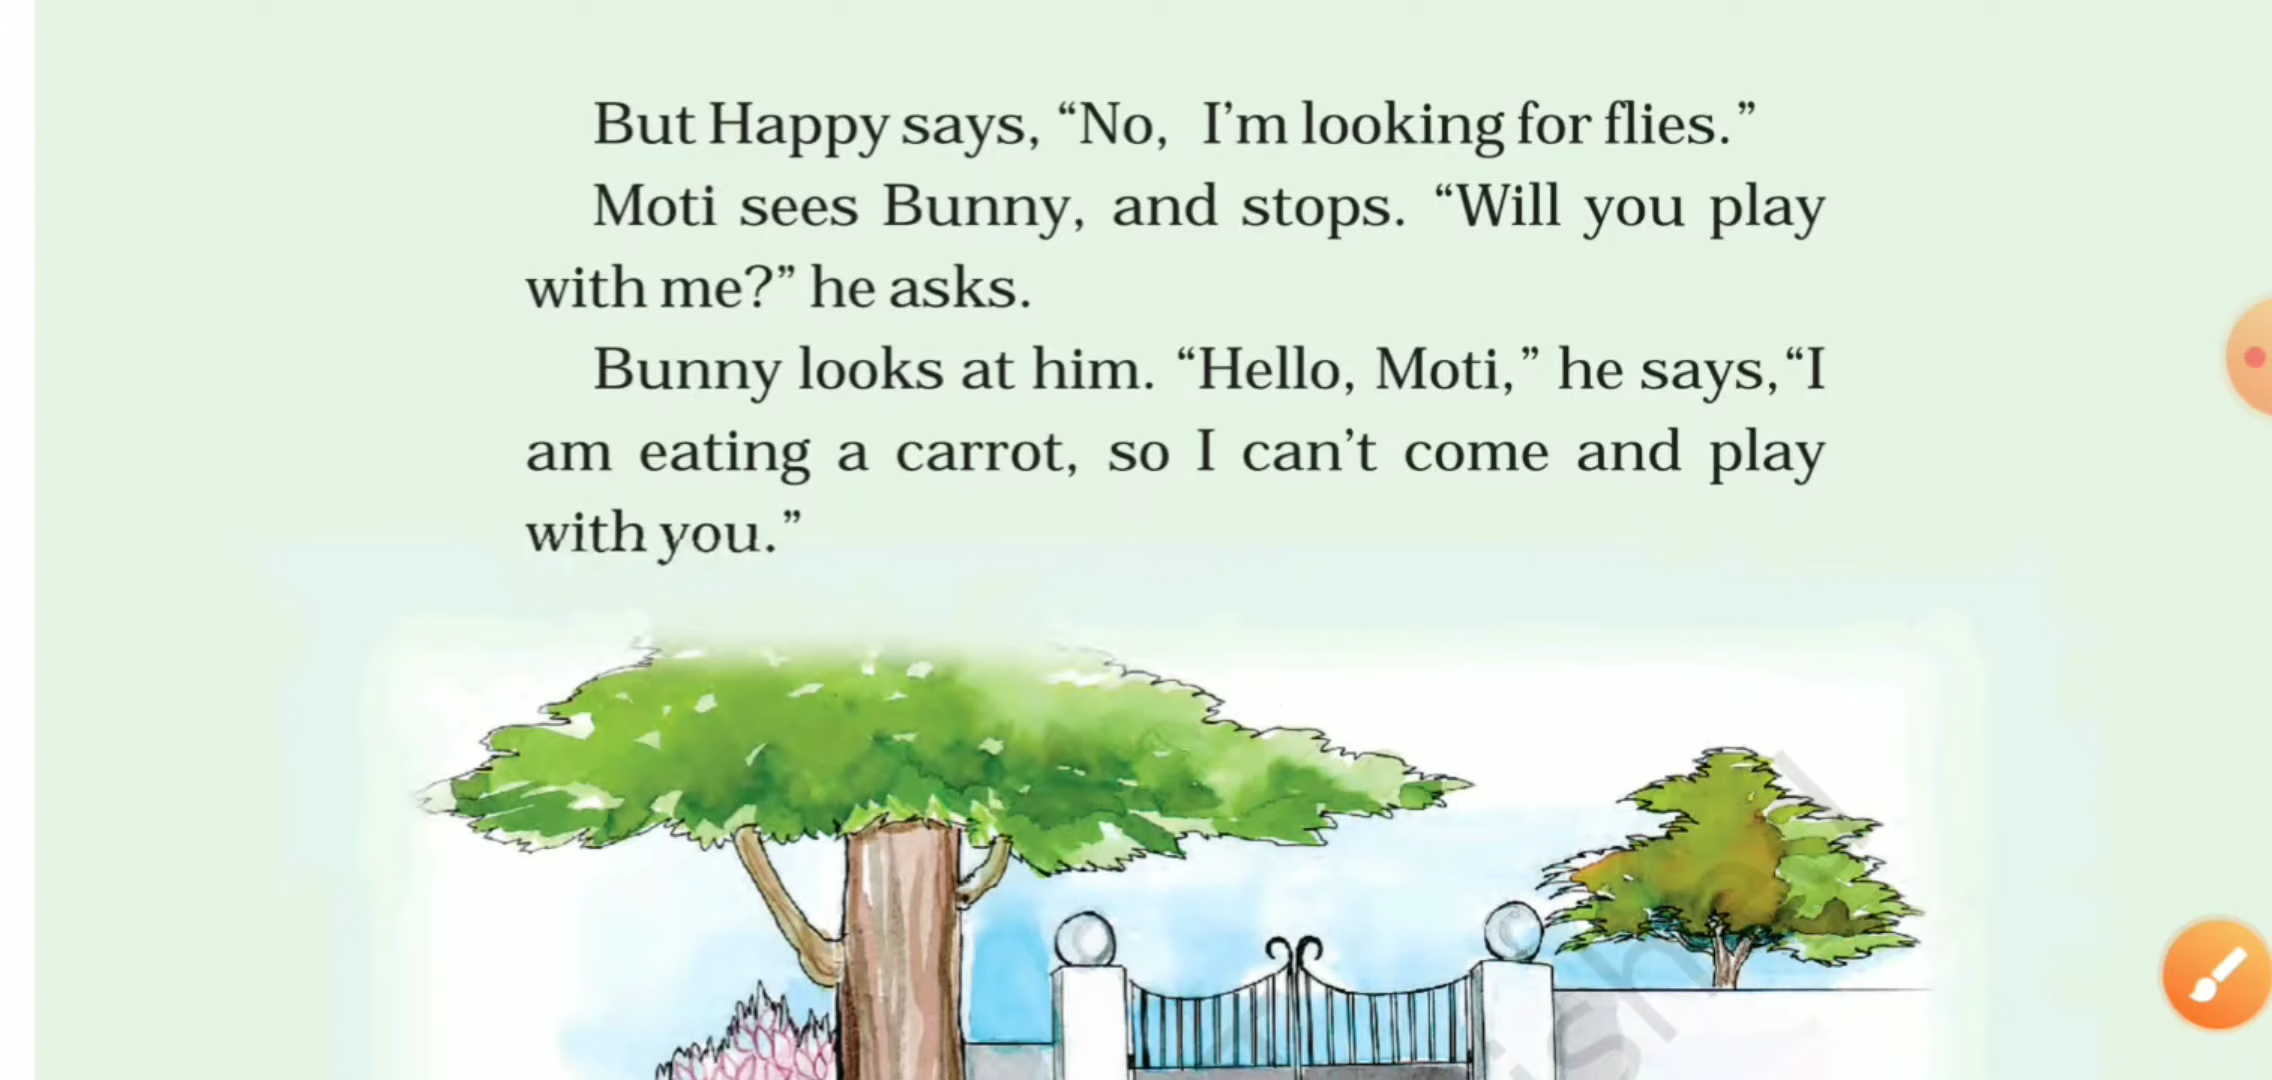 But Happy says, “No, I’m looking for flies.”
Moti sees Bunny, and stops. “Will you play
with me?” he asks.
Bunny looks at him. “Hello, Moti,” he says,“I
am eating a carrot, so I can’t come and play
with you.”